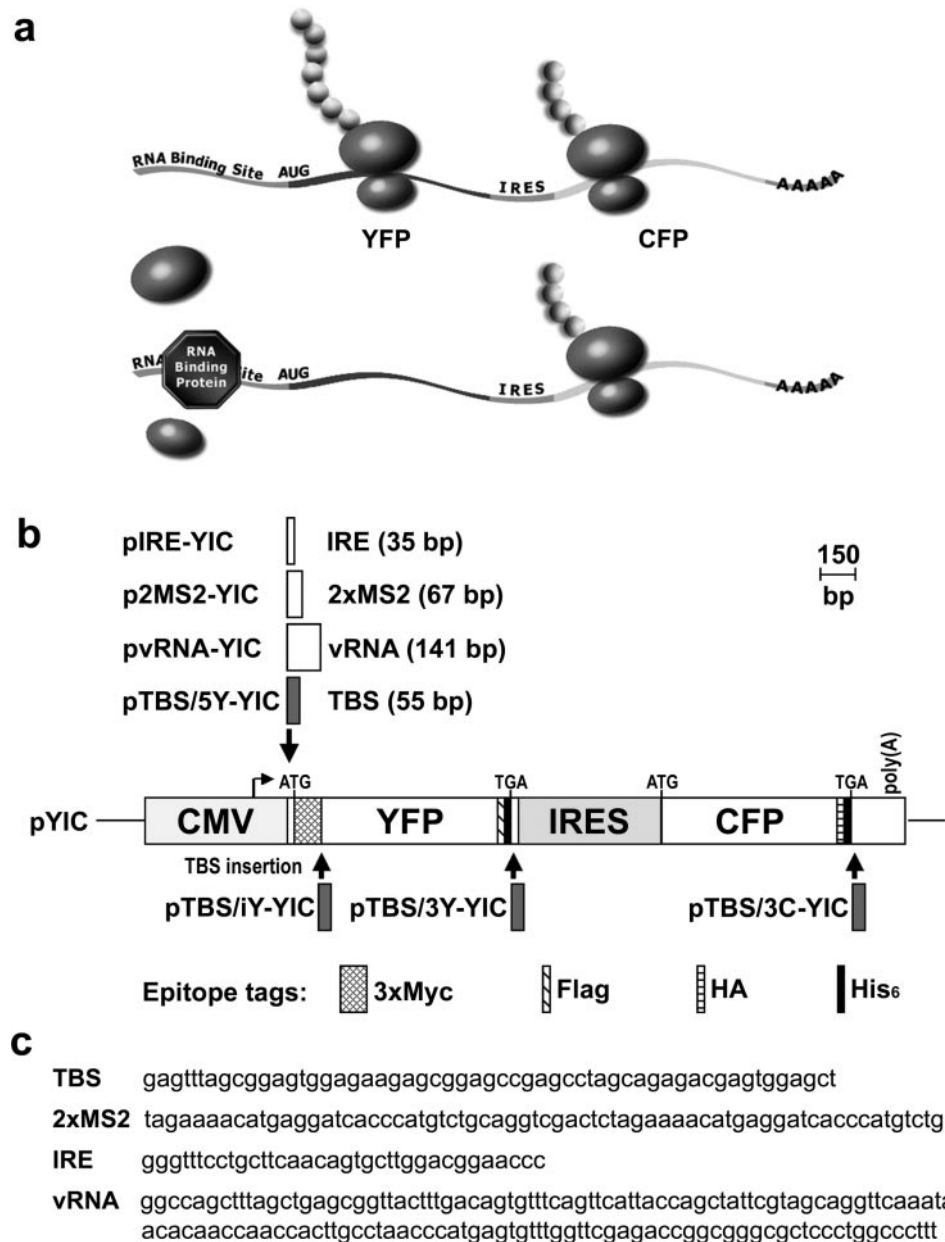 a
RNA Binding Site AUG IRES AAAAA
YFP CFP
RNA Binding Protein
RNA ite AUG IRES AAAAA
b
pIRE-YIC IRE (35 bp)
150
bp
p2MS2-YIC 2xMS2 (67 bp)
pvRNA-YIC vRNA (141 bp)
pTBS/5Y-YIC TBS (55 bp)
ATG TGA ATG TGA poly(A)
pYIC CMV YFP IRES CFP
TBS insertion
pTBS/iY-YIC pTBS/3Y-YIC pTBS/3C-YIC
Epitope tags: 3xMyc Flag HA His₆
c
TBS gagtttagcggagtggagaagagcggagccgagcctagcagagacgagtggagct
2xMS2 tagaaaacatgaggatcacccatgtctgcaggtcgactctagaaaacatgaggatcacccatgtctg
IRE gggtttcctgcttcaacagtgcttggacggaaccc
vRNA ggccagctttagctgagcggttactttgacagtgtttcagttcattaccagctattcgtagcaggttcaaata
acacaaccaaccacttgcctaacccatgagtgtttggttcgagaccggcgggcgctccctggcccttt